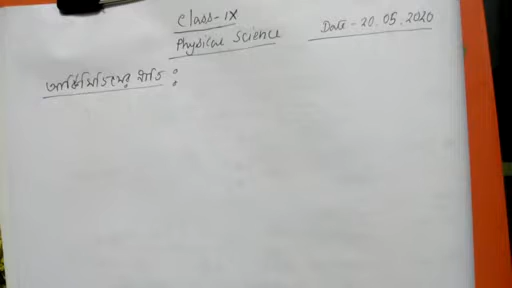 Class-IX
Physical Science
Date - 20.05.2020
আর্কিমিডিসের নীতি :